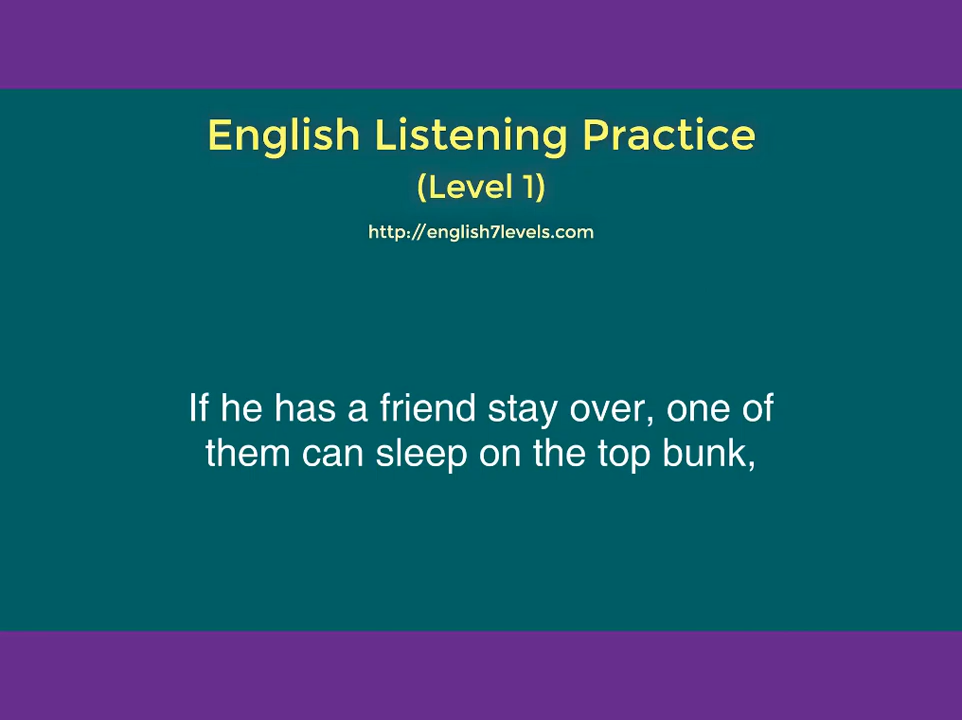 English Listening Practice
(Level 1)
http://english7levels.com
If he has a friend stay over, one of
them can sleep on the top bunk,